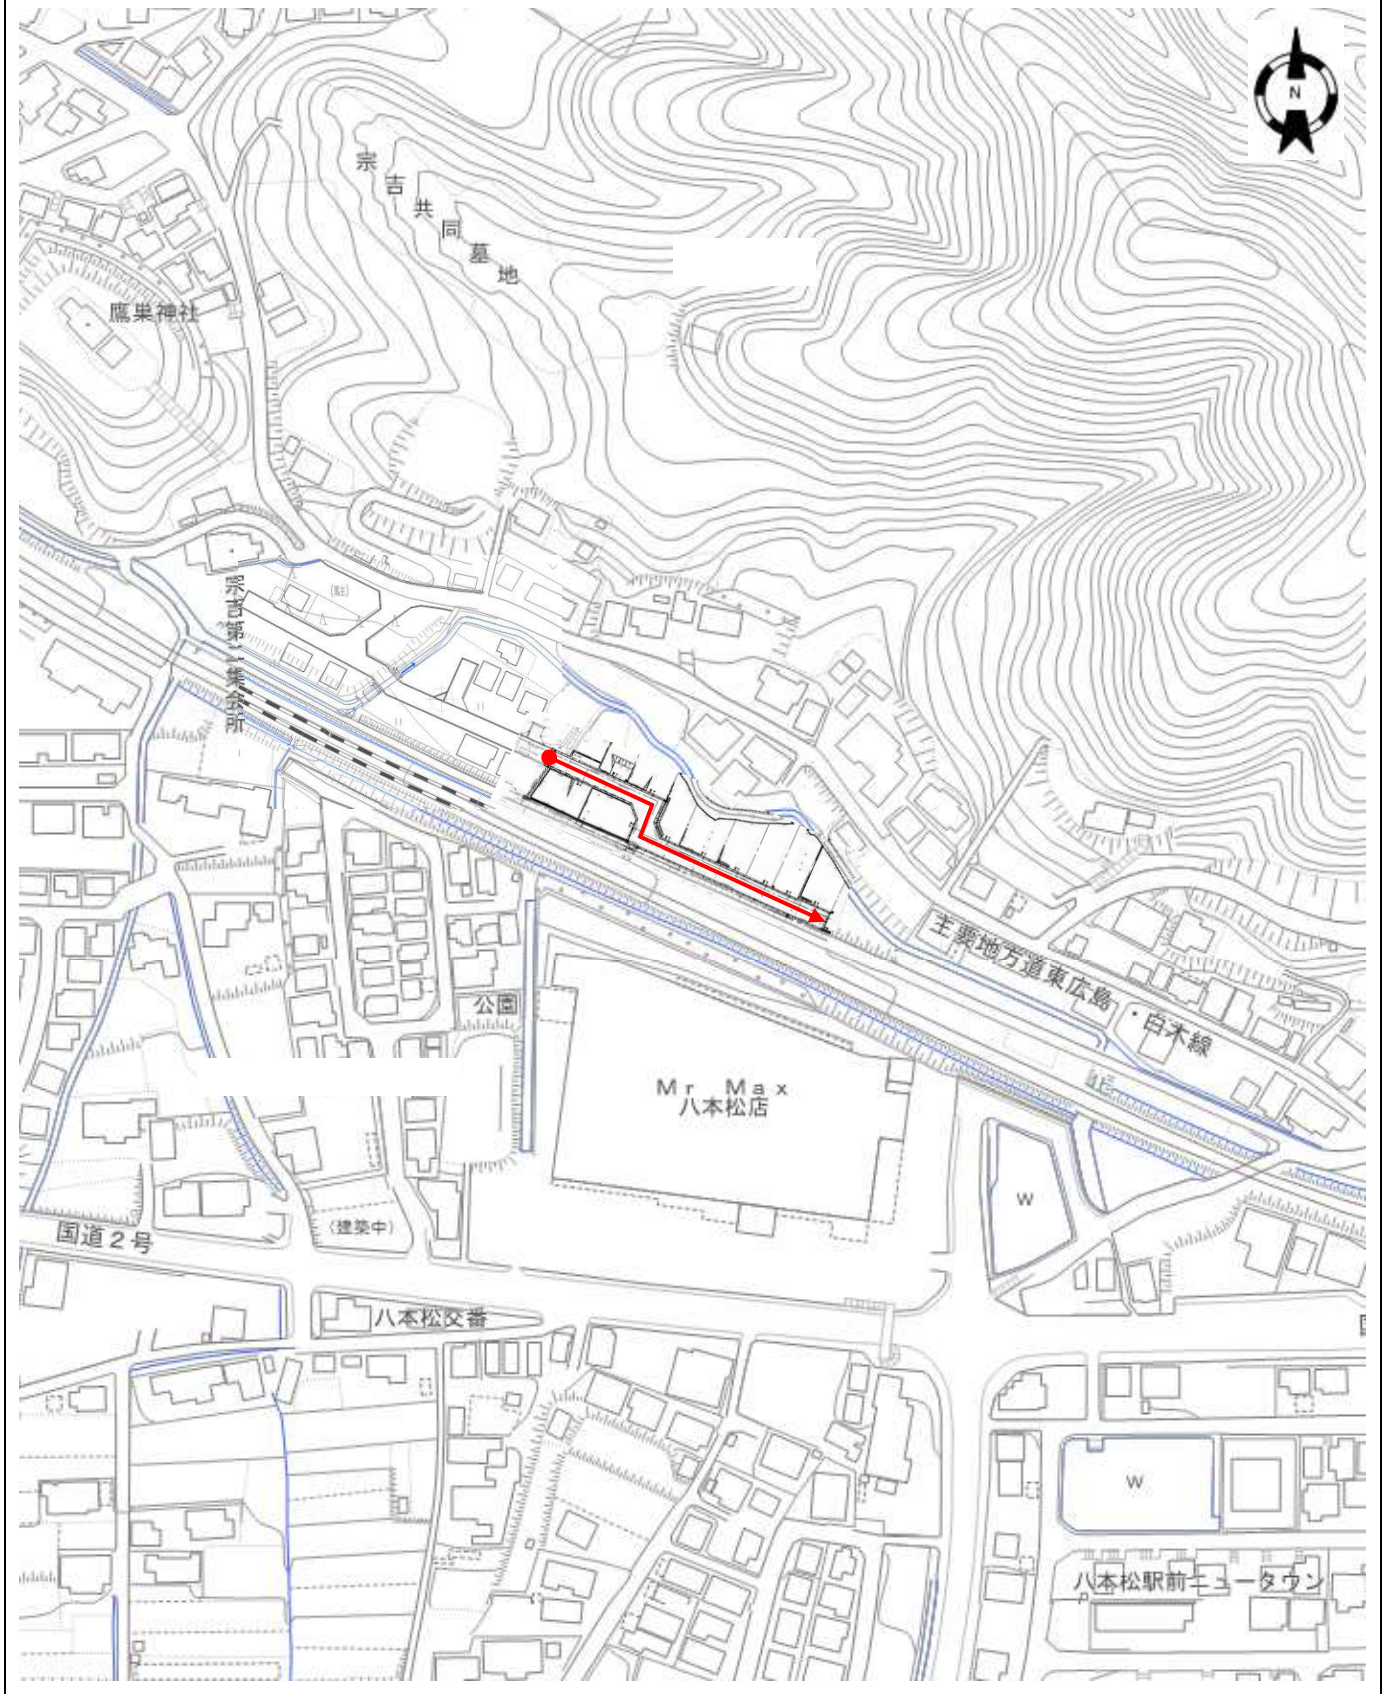 N
宗吉共同墓地
鷹巣神社
(駐)
宗吉第二集会所
主要地方道東広島・白木線
公園
Mr Max
八本松店
W
(建築中)
国道2号
八本松交番
W
八本松駅前ニュータウン